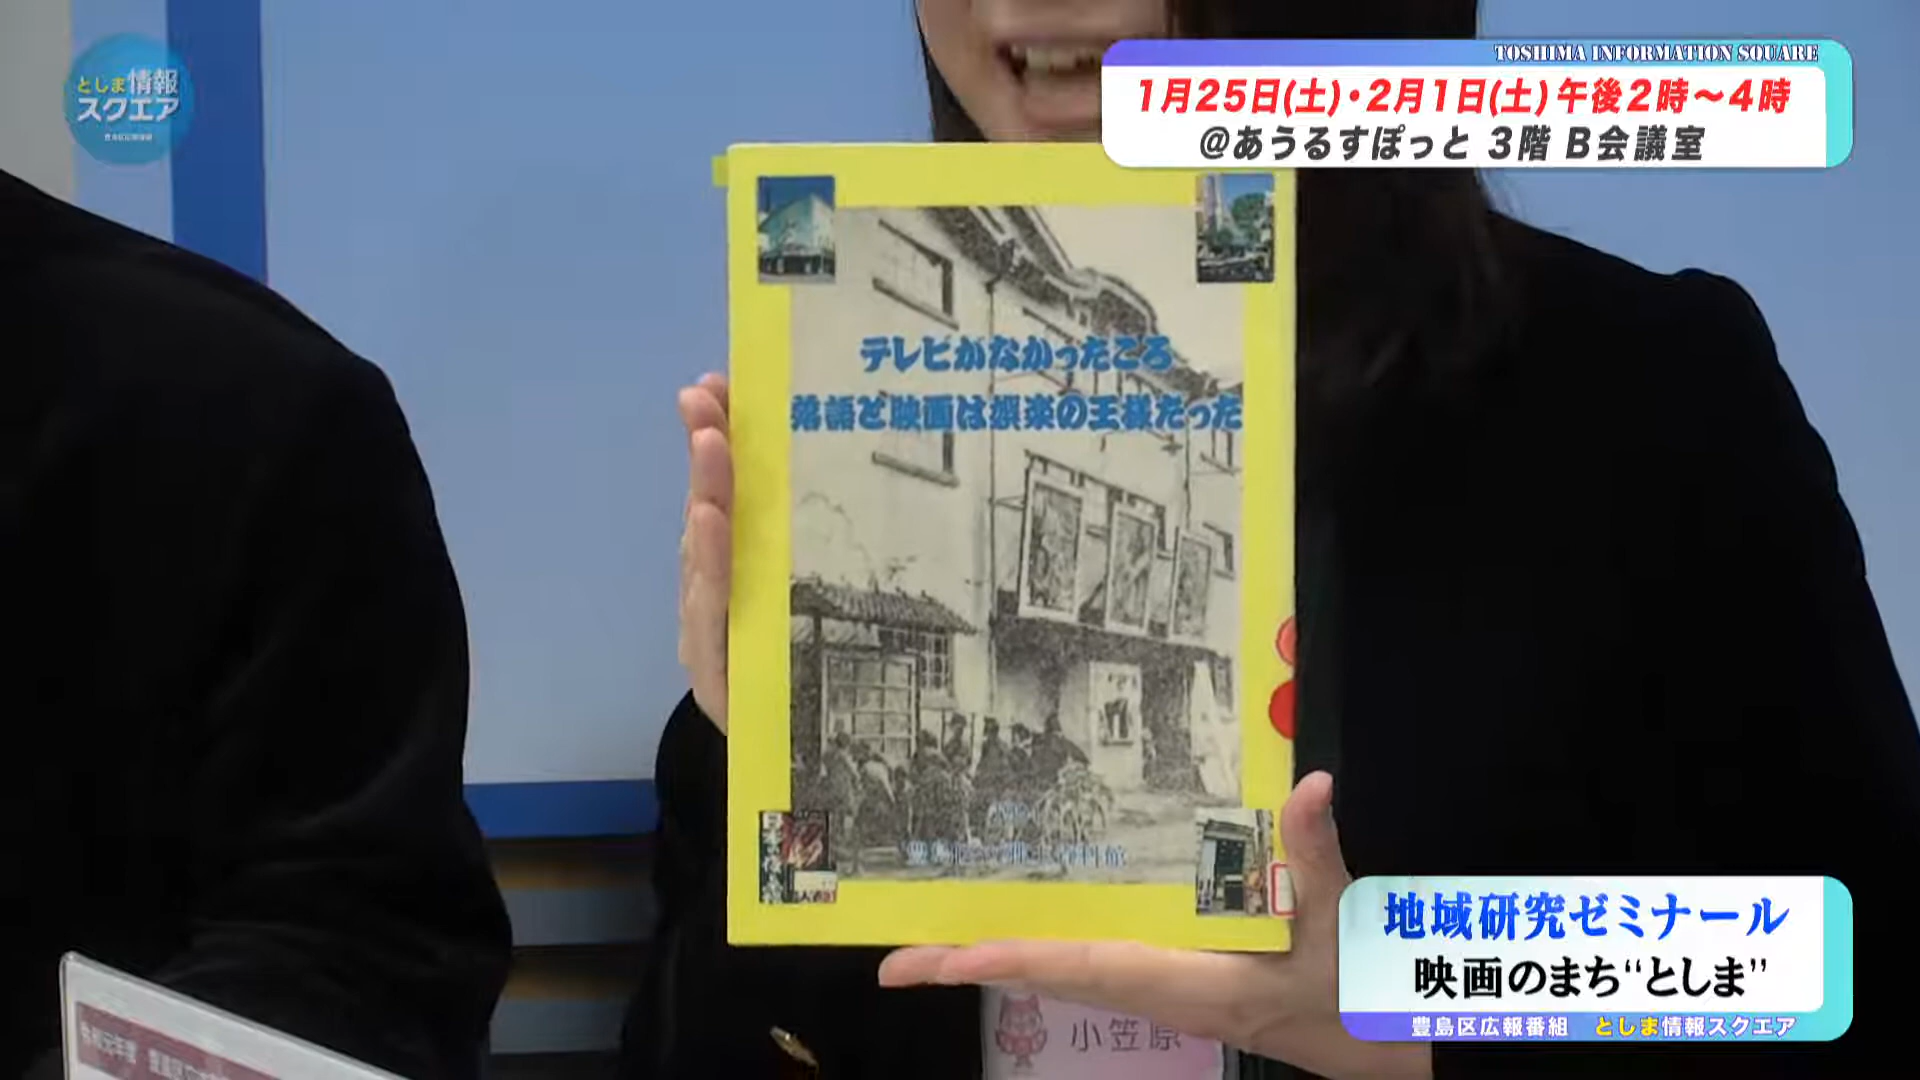 としま情報
スクエア
TOSHIMA INFORMATION SQUARE
1月25日(土)・2月1日(土)午後2時～4時
@あうるすぽっと 3階 B会議室
テレビがなかったころ
落語と映画は娯楽の王様だった
地域研究ゼミナール
映画のまち“としま”
豊島区広報番組 としま情報スクエア
小笠原
令和元年度